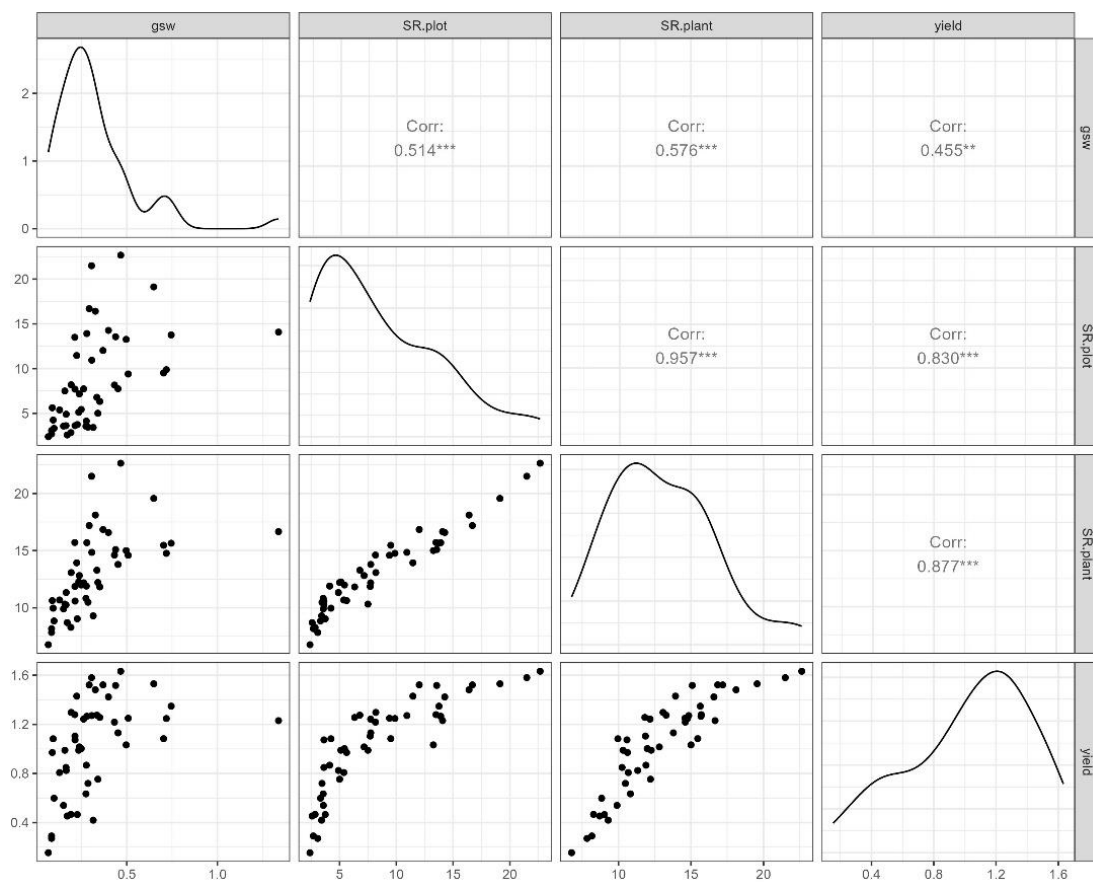 gsw SR.plot SR.plant yield
2
1
0
gsw
Corr:
0.514***
Corr:
0.576***
Corr:
0.455**
20
15
10
5
SR.plot
Corr:
0.957***
Corr:
0.830***
20
15
10
SR.plant
Corr:
0.877***
1.6
1.2
0.8
0.4
yield
0.5 1.0 5 10 15 20 10 15 20 0.4 0.8 1.2 1.6